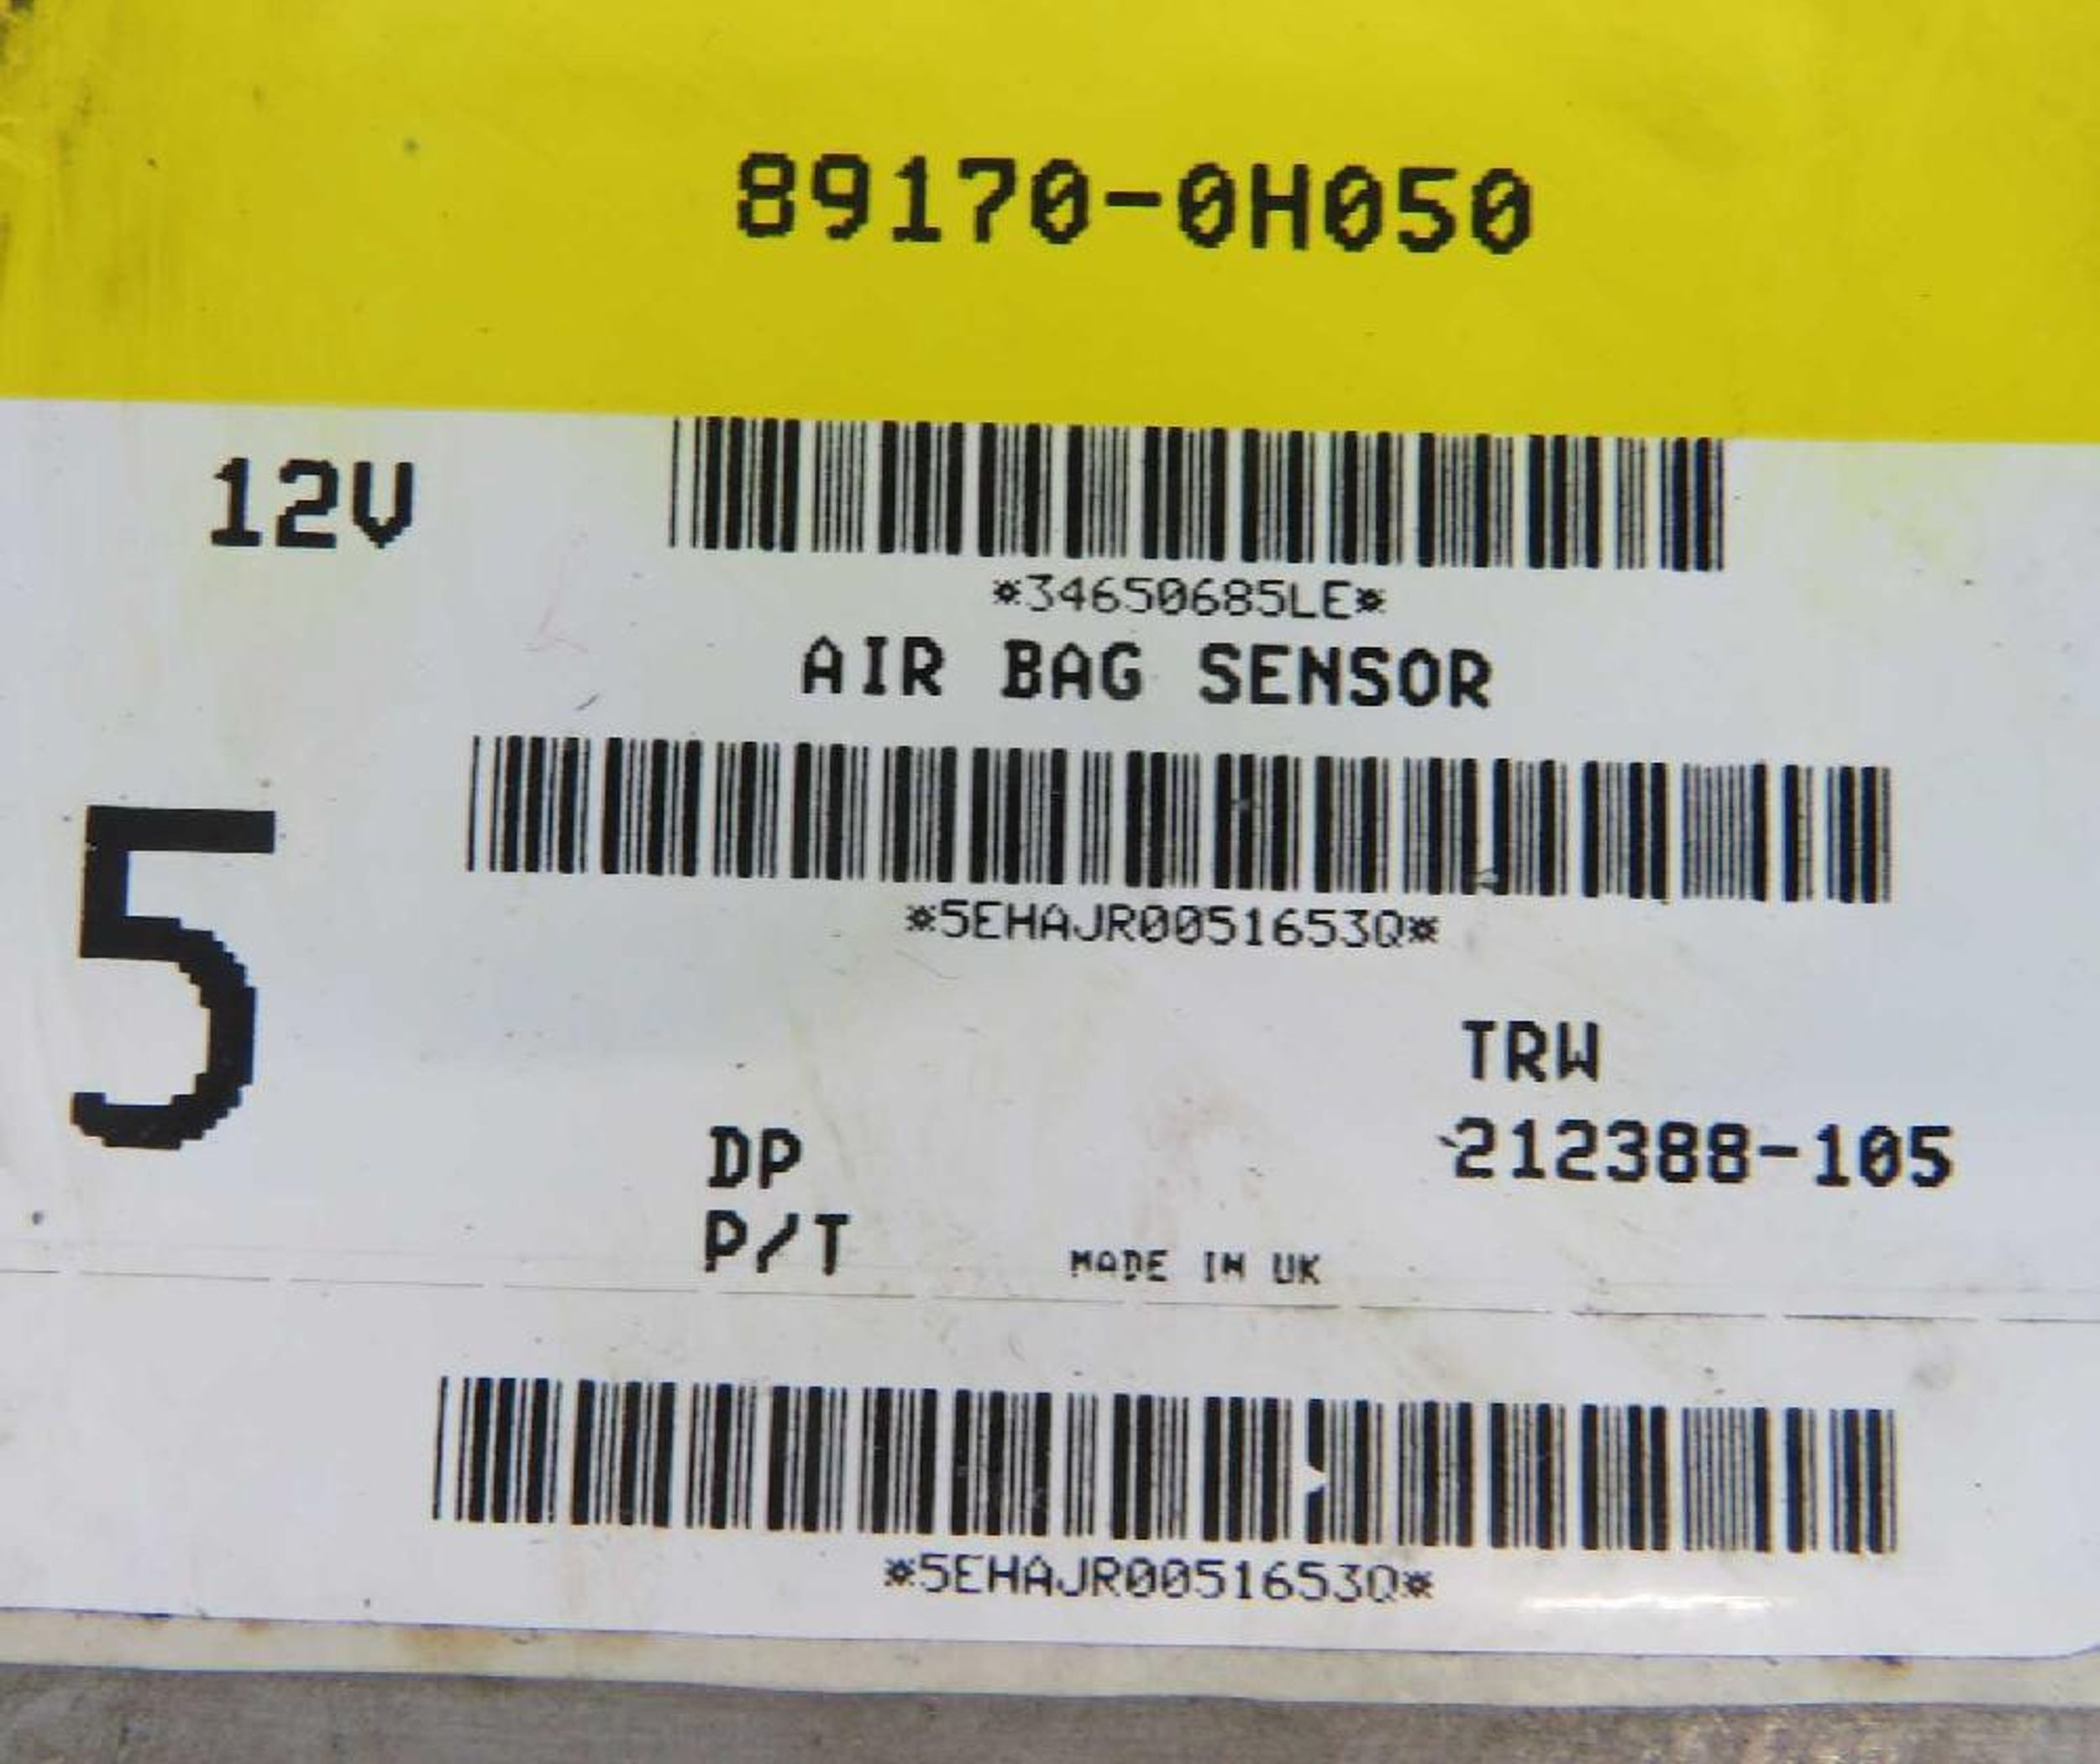 89170-0H050
12V
*34650685LE*
AIR BAG SENSOR
5
*5EHAJR0051653Q*
TRW
DP
212388-105
P/T
MADE IN UK
*5EHAJR0051653Q*